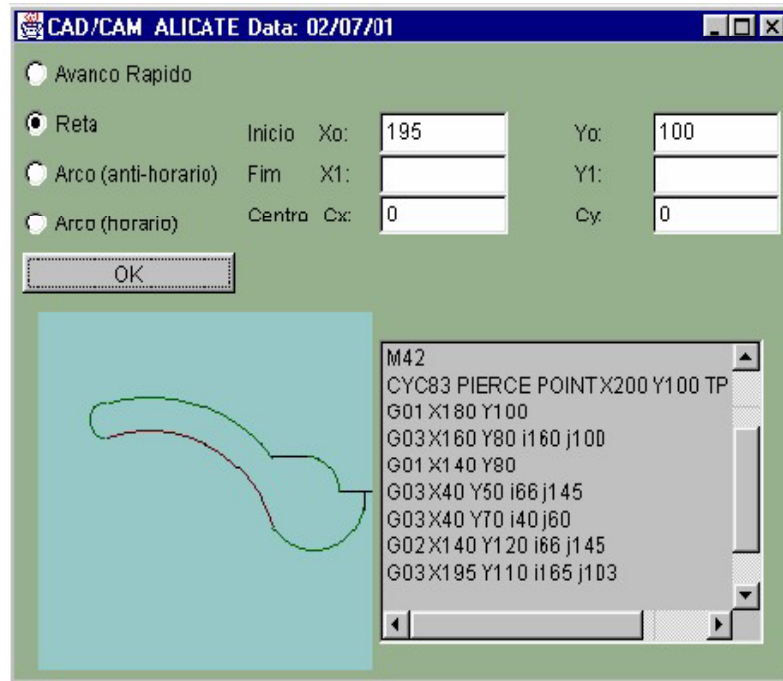 CAD/CAM ALICATE Data: 02/07/01
Avanco Rapido
Reta
Inicio Xo: 195 Yo: 100
Arco (anti-horario) Fim X1: Y1:
Arco (horario) Centro Cx: 0 Cy: 0
OK
M42
CYC83 PIERCE POINT X200 Y100 TP
G01 X180 Y100
G03 X160 Y80 i160 j100
G01 X140 Y80
G03 X40 Y50 i66 j145
G03 X40 Y70 i40 j60
G02 X140 Y120 i66 j145
G03 X195 Y110 i165 j103